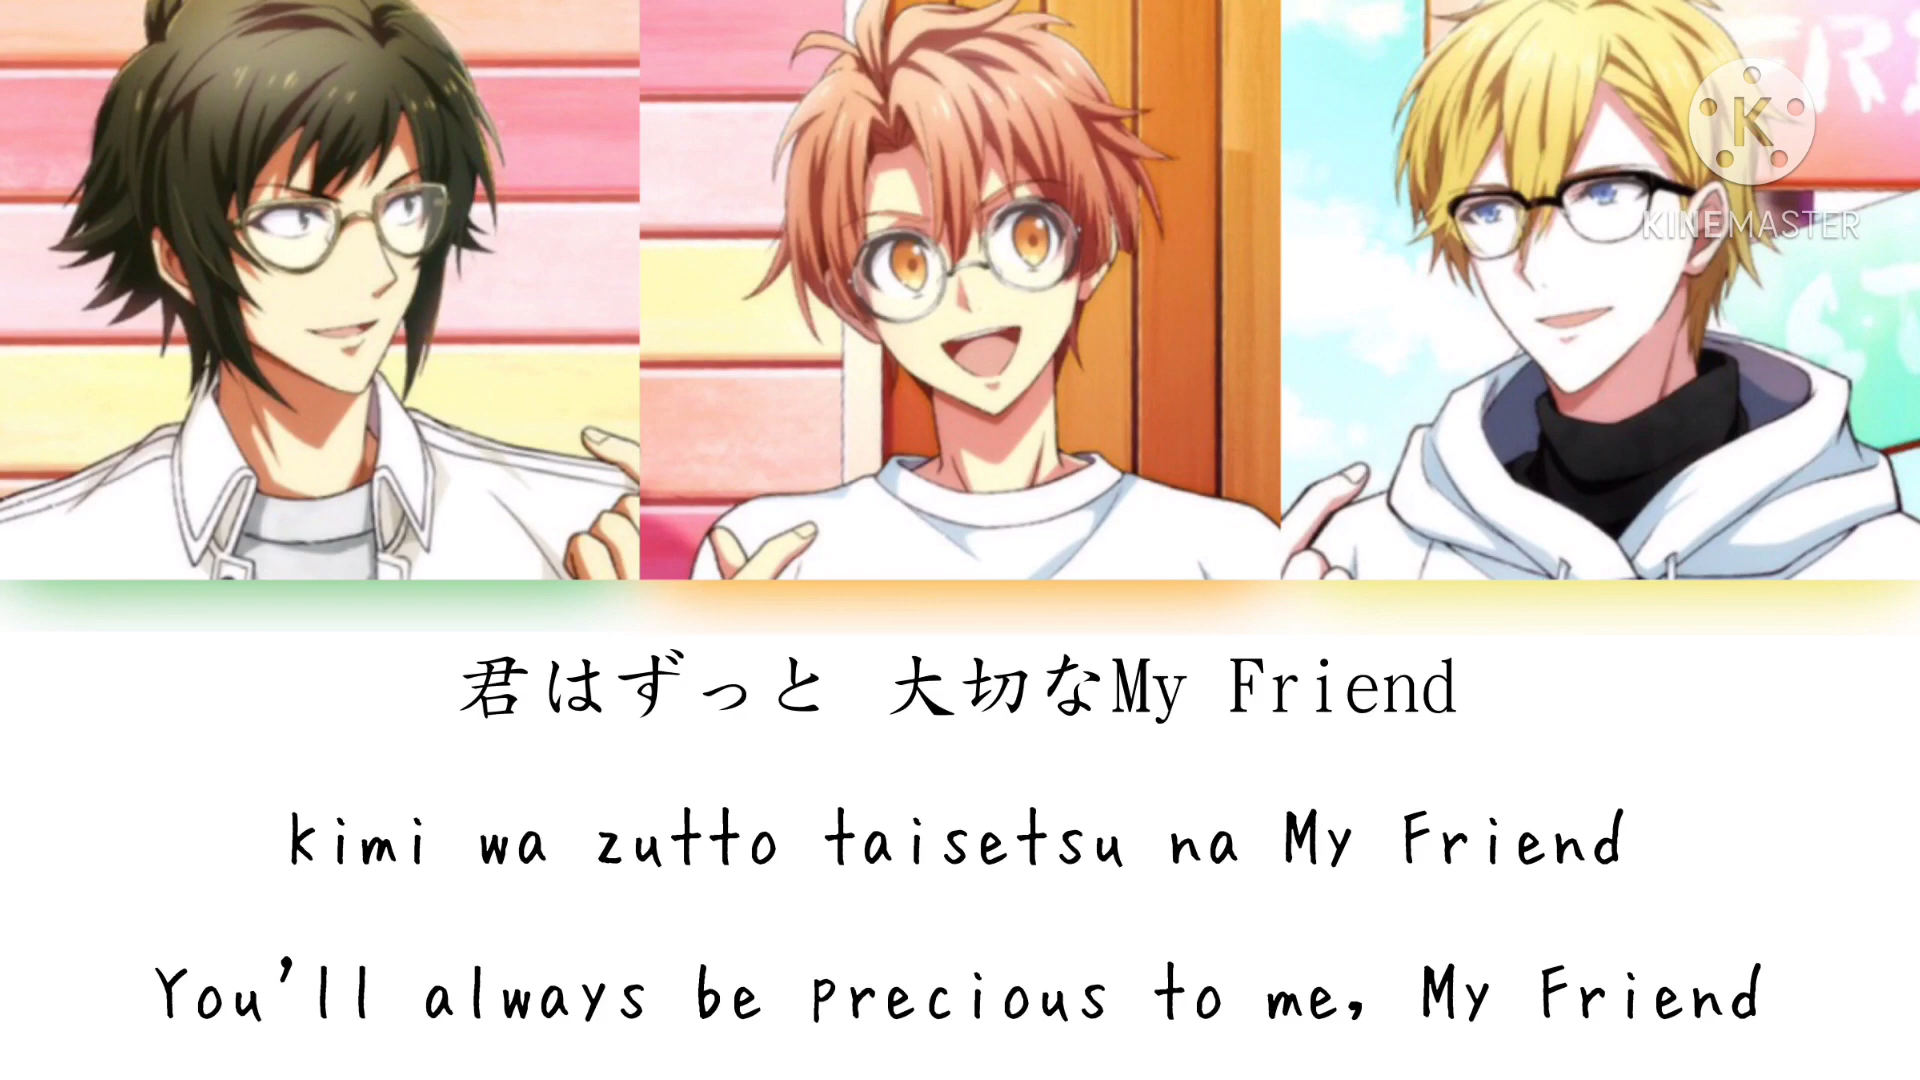 K
KINEMASTER
君はずっと 大切なMy Friend
kimi wa zutto taisetsu na My Friend
You'll always be precious to me, My Friend